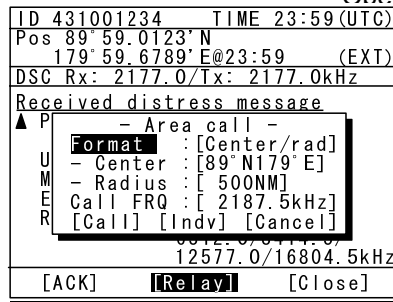 ID 431001234 TIME 23:59(UTC)
Pos 89°59.0123'N
179°59.6789'E@23:59 (EXT)
DSC Rx: 2177.0/Tx: 2177.0kHz
Received distress message
▲ P
- Area call -
Format :[Center/rad]
U - Center :[89°N179°E]
M - Radius :[ 500NM]
E Call FRQ :[ 2187.5kHz]
R [Call] [Indv] [Cancel]
12577.0/16804.5kHz
[ACK] [Relay] [Close]